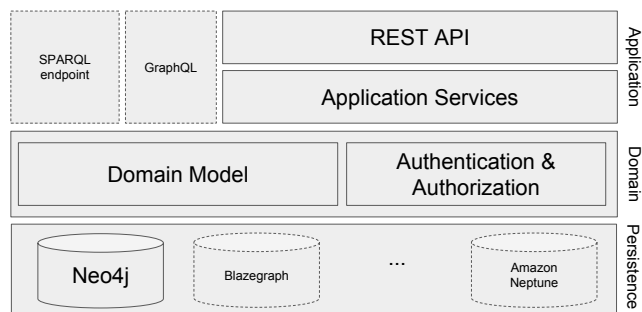 SPARQL
endpoint
GraphQL
REST API
Application Services
Application
Domain Model
Authentication &
Authorization
Domain
Neo4j
Blazegraph
...
Amazon
Neptune
Persistence